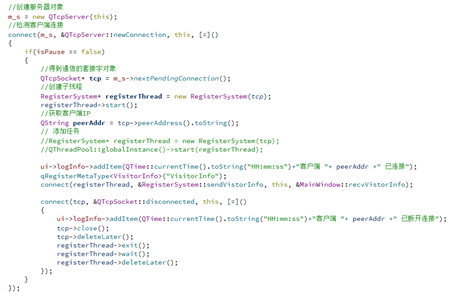 //创建服务器对象
m_s = new QTcpServer(this);
//检测客户端连接
connect(m_s, &QTcpServer::newConnection, this, [=]()
{
if(isPause == false)
{
//得到通信的套接字对象
QTcpSocket* tcp = m_s->nextPendingConnection();
//创建子线程
RegisterSystem* registerThread = new RegisterSystem(tcp);
registerThread->start();
//获取客户端IP
QString peerAddr = tcp->peerAddress().toString();
// 添加任务
//RegisterSystem* registerThread = new RegisterSystem(tcp);
//QThreadPool::globalInstance()->start(registerThread);
ui->logInfo->addItem(QTime::currentTime().toString("HH:mm:ss")+"客户端 "+ peerAddr +" 已连接");
qRegisterMetaType<VisitorInfo>("VisitorInfo");
connect(registerThread, &RegisterSystem::sendVistorInfo, this, &MainWindow::recvVistorInfo);
connect(tcp, &QTcpSocket::disconnected, this, [=]()
{
ui->logInfo->addItem(QTime::currentTime().toString("HH:mm:ss")+"客户端 "+ peerAddr +" 已断开连接");
tcp->close();
tcp->deleteLater();
registerThread->exit();
registerThread->wait();
registerThread->deleteLater();
});
}
});